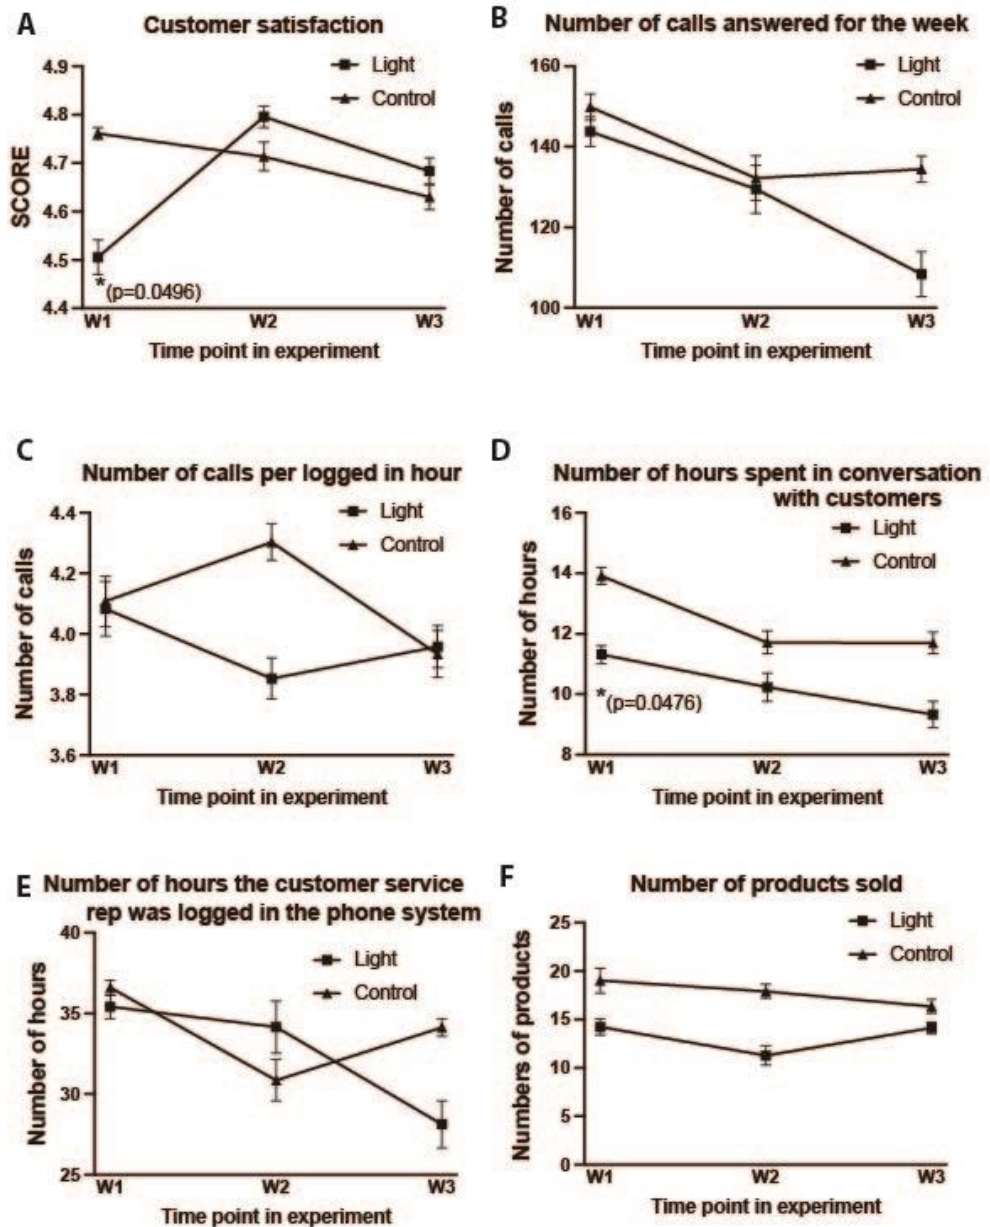 A
Customer satisfaction
4.9
4.8
4.7
4.6
4.5
4.4
SCORE
Light
Control
*(p=0.0496)
W1 W2 W3
Time point in experiment
B
Number of calls answered for the week
160
140
120
100
Number of calls
Light
Control
W1 W2 W3
Time point in experiment
C
Number of calls per logged in hour
4.4
4.2
4.0
3.8
3.6
Number of calls
Light
Control
W1 W2 W3
Time point in experiment
D
Number of hours spent in conversation
with customers
16
14
12
10
8
Number of hours
Light
Control
*(p=0.0476)
W1 W2 W3
Time point in experiment
E
Number of hours the customer service
rep was logged in the phone system
40
35
30
25
Number of hours
Light
Control
W1 W2 W3
Time point in experiment
F
Number of products sold
25
20
15
10
5
0
Numbers of products
Light
Control
W1 W2 W3
Time point in experiment